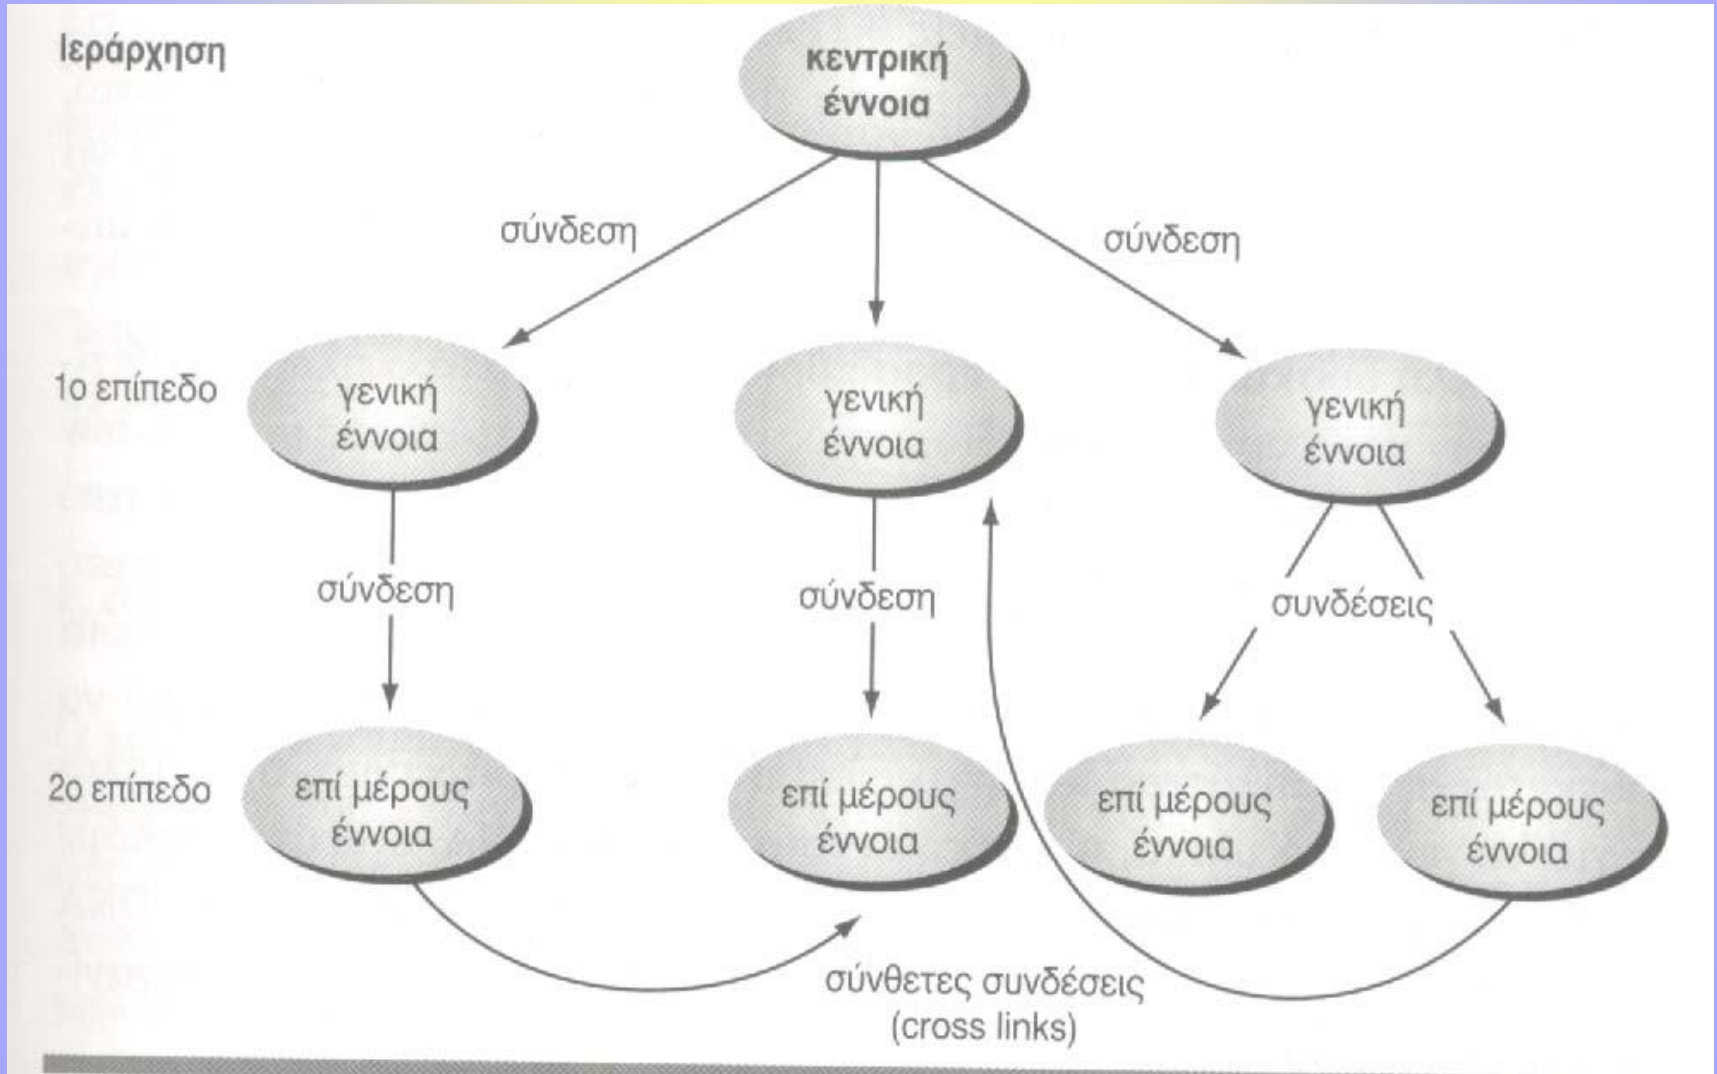 Ιεράρχηση
κεντρική
έννοια
σύνδεση
σύνδεση
1ο επίπεδο
γενική
έννοια
γενική
έννοια
γενική
έννοια
σύνδεση
σύνδεση
συνδέσεις
2ο επίπεδο
επί μέρους
έννοια
επί μέρους
έννοια
επί μέρους
έννοια
επί μέρους
έννοια
σύνθετες συνδέσεις
(cross links)